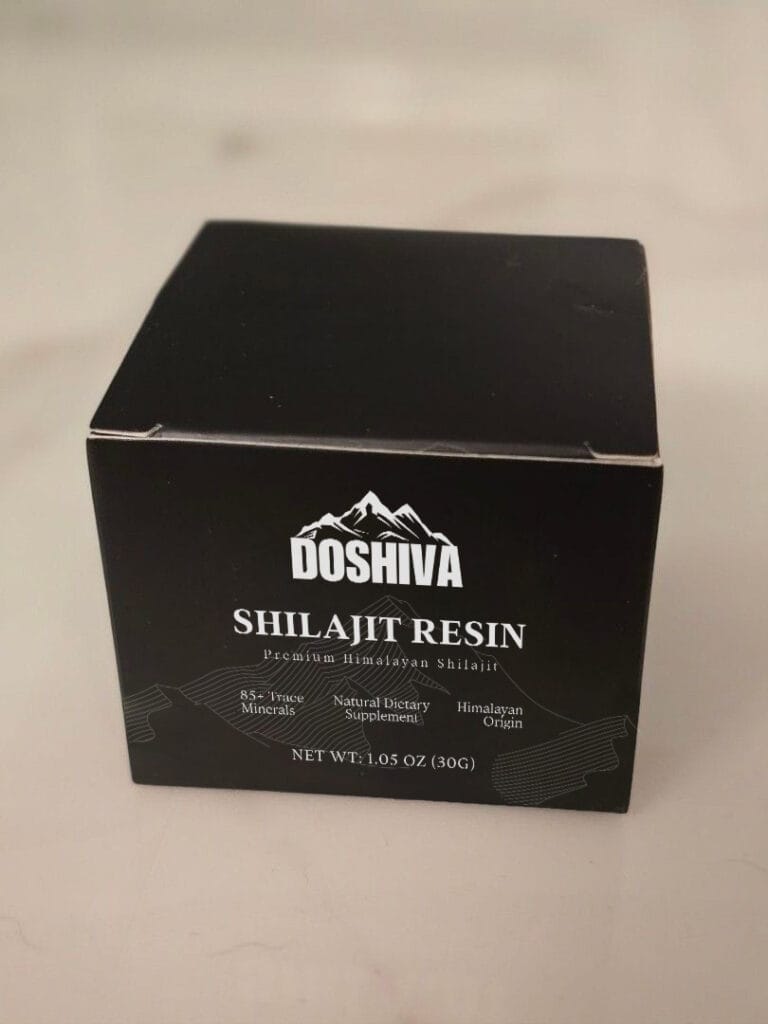 DOSHIVA
SHILAJIT RESIN
Premium Himalayan Shilajit
85+ Trace
Minerals
Natural Dietary
Supplement
Himalayan
Origin
NET WT: 1.05 OZ (30G)